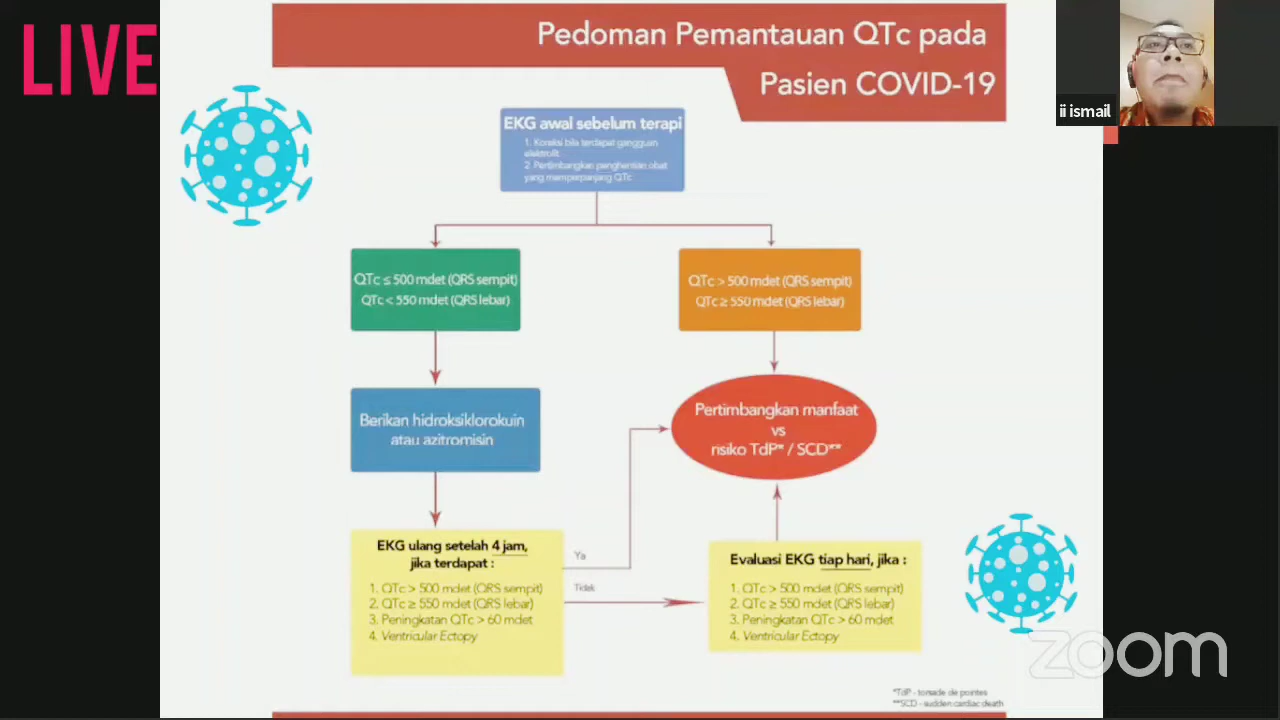 LIVE
Pedoman Pemantauan QTc pada
Pasien COVID-19
ii ismail
EKG awal sebelum terapi
1. Koreksi bila terdapat gangguan
elektrolit
2. Pertimbangkan penghentian obat
yang memperpanjang QTc
QTc ≤ 500 mdet (QRS sempit)
QTc < 550 mdet (QRS lebar)
QTc > 500 mdet (QRS sempit)
QTc ≥ 550 mdet (QRS lebar)
Berikan hidroksiklorokuin
atau azitromisin
Pertimbangkan manfaat
vs
risiko TdP* / SCD**
EKG ulang setelah 4 jam,
jika terdapat :
1. QTc > 500 mdet (QRS sempit)
2. QTc ≥ 550 mdet (QRS lebar)
3. Peningkatan QTc > 60 mdet
4. Ventricular Ectopy
Ya
Tidak
Evaluasi EKG tiap hari, jika :
1. QTc > 500 mdet (QRS sempit)
2. QTc ≥ 550 mdet (QRS lebar)
3. Peningkatan QTc > 60 mdet
4. Ventricular Ectopy
zoom
*TdP - torsade de pointes
**SCD - sudden cardiac death